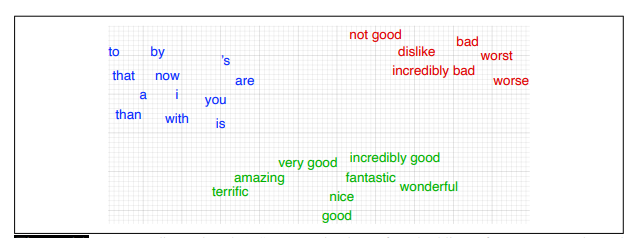 not good
bad
to by dislike
's worst
that now incredibly bad
are worse
a i you
than with is
incredibly good
very good
amazing fantastic
terrific wonderful
nice
good